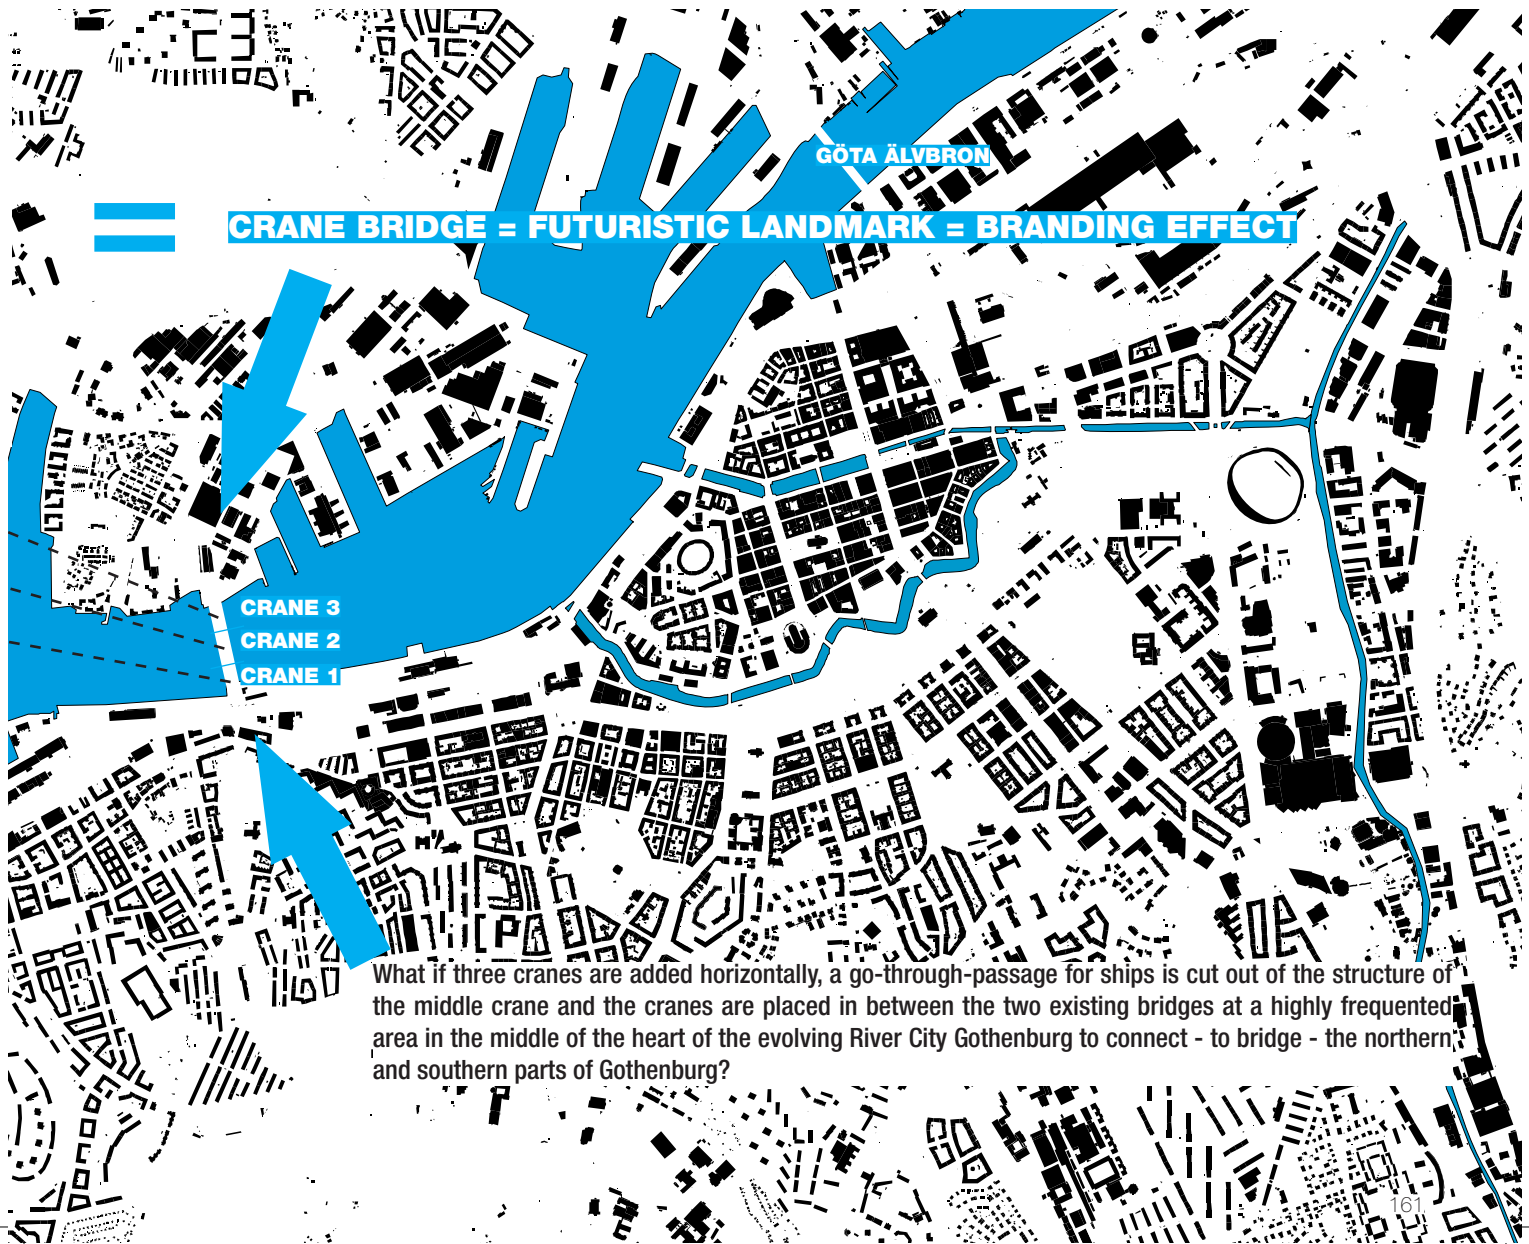 GÖTA ÄLVBRON
= CRANE BRIDGE = FUTURISTIC LANDMARK = BRANDING EFFECT
CRANE 3
CRANE 2
CRANE 1
What if three cranes are added horizontally, a go-through-passage for ships is cut out of the structure of
the middle crane and the cranes are placed in between the two existing bridges at a highly frequented
area in the middle of the heart of the evolving River City Gothenburg to connect - to bridge - the northern
and southern parts of Gothenburg?
161